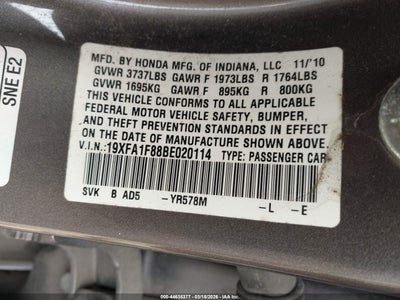 MFD. BY HONDA MFG. OF INDIANA, LLC 11/'10
GVWR 3737LBS GAWR F 1973LBS R 1764LBS
GVWR 1695KG GAWR F 895KG R 800KG
THIS VEHICLE CONFORMS TO ALL APPLICABLE
FEDERAL MOTOR VEHICLE SAFETY, BUMPER,
AND THEFT PREVENTION STANDARDS IN EFFECT
ON THE DATE OF MANUFACTURE SHOWN ABOVE.
V.I.N.:19XFA1F88BE020114 TYPE: PASSENGER CAR
SVK B AD5 -YR578M -L -E
SNE E2
000 - 44635377 - 03/18/2026 - © 2026 IAA, Inc.